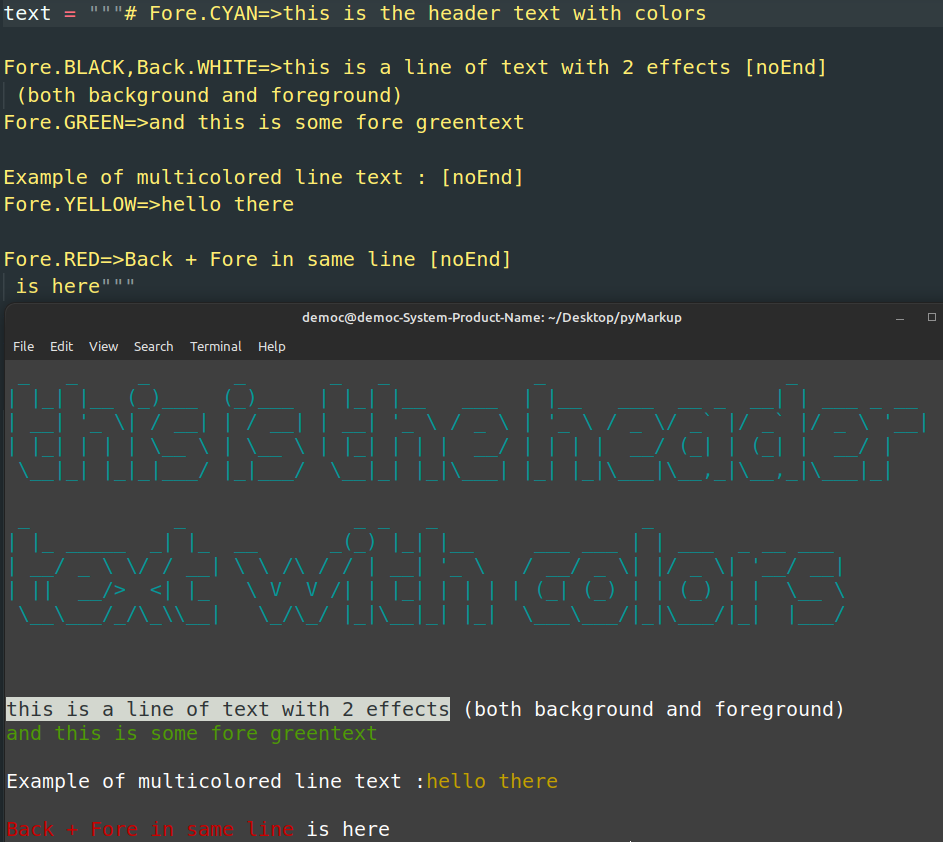 text = """# Fore.CYAN=>this is the header text with colors
Fore.BLACK,Back.WHITE=>this is a line of text with 2 effects [noEnd]
(both background and foreground)
Fore.GREEN=>and this is some fore greentext
Example of multicolored line text : [noEnd]
Fore.YELLOW=>hello there
Fore.RED=>Back + Fore in same line [noEnd]
is here"""
democ@democ-System-Product-Name: ~/Desktop/pyMarkup
File Edit View Search Terminal Help
this is the header
text with colors
this is a line of text with 2 effects (both background and foreground)
and this is some fore greentext
Example of multicolored line text :hello there
Back + Fore in same line is here